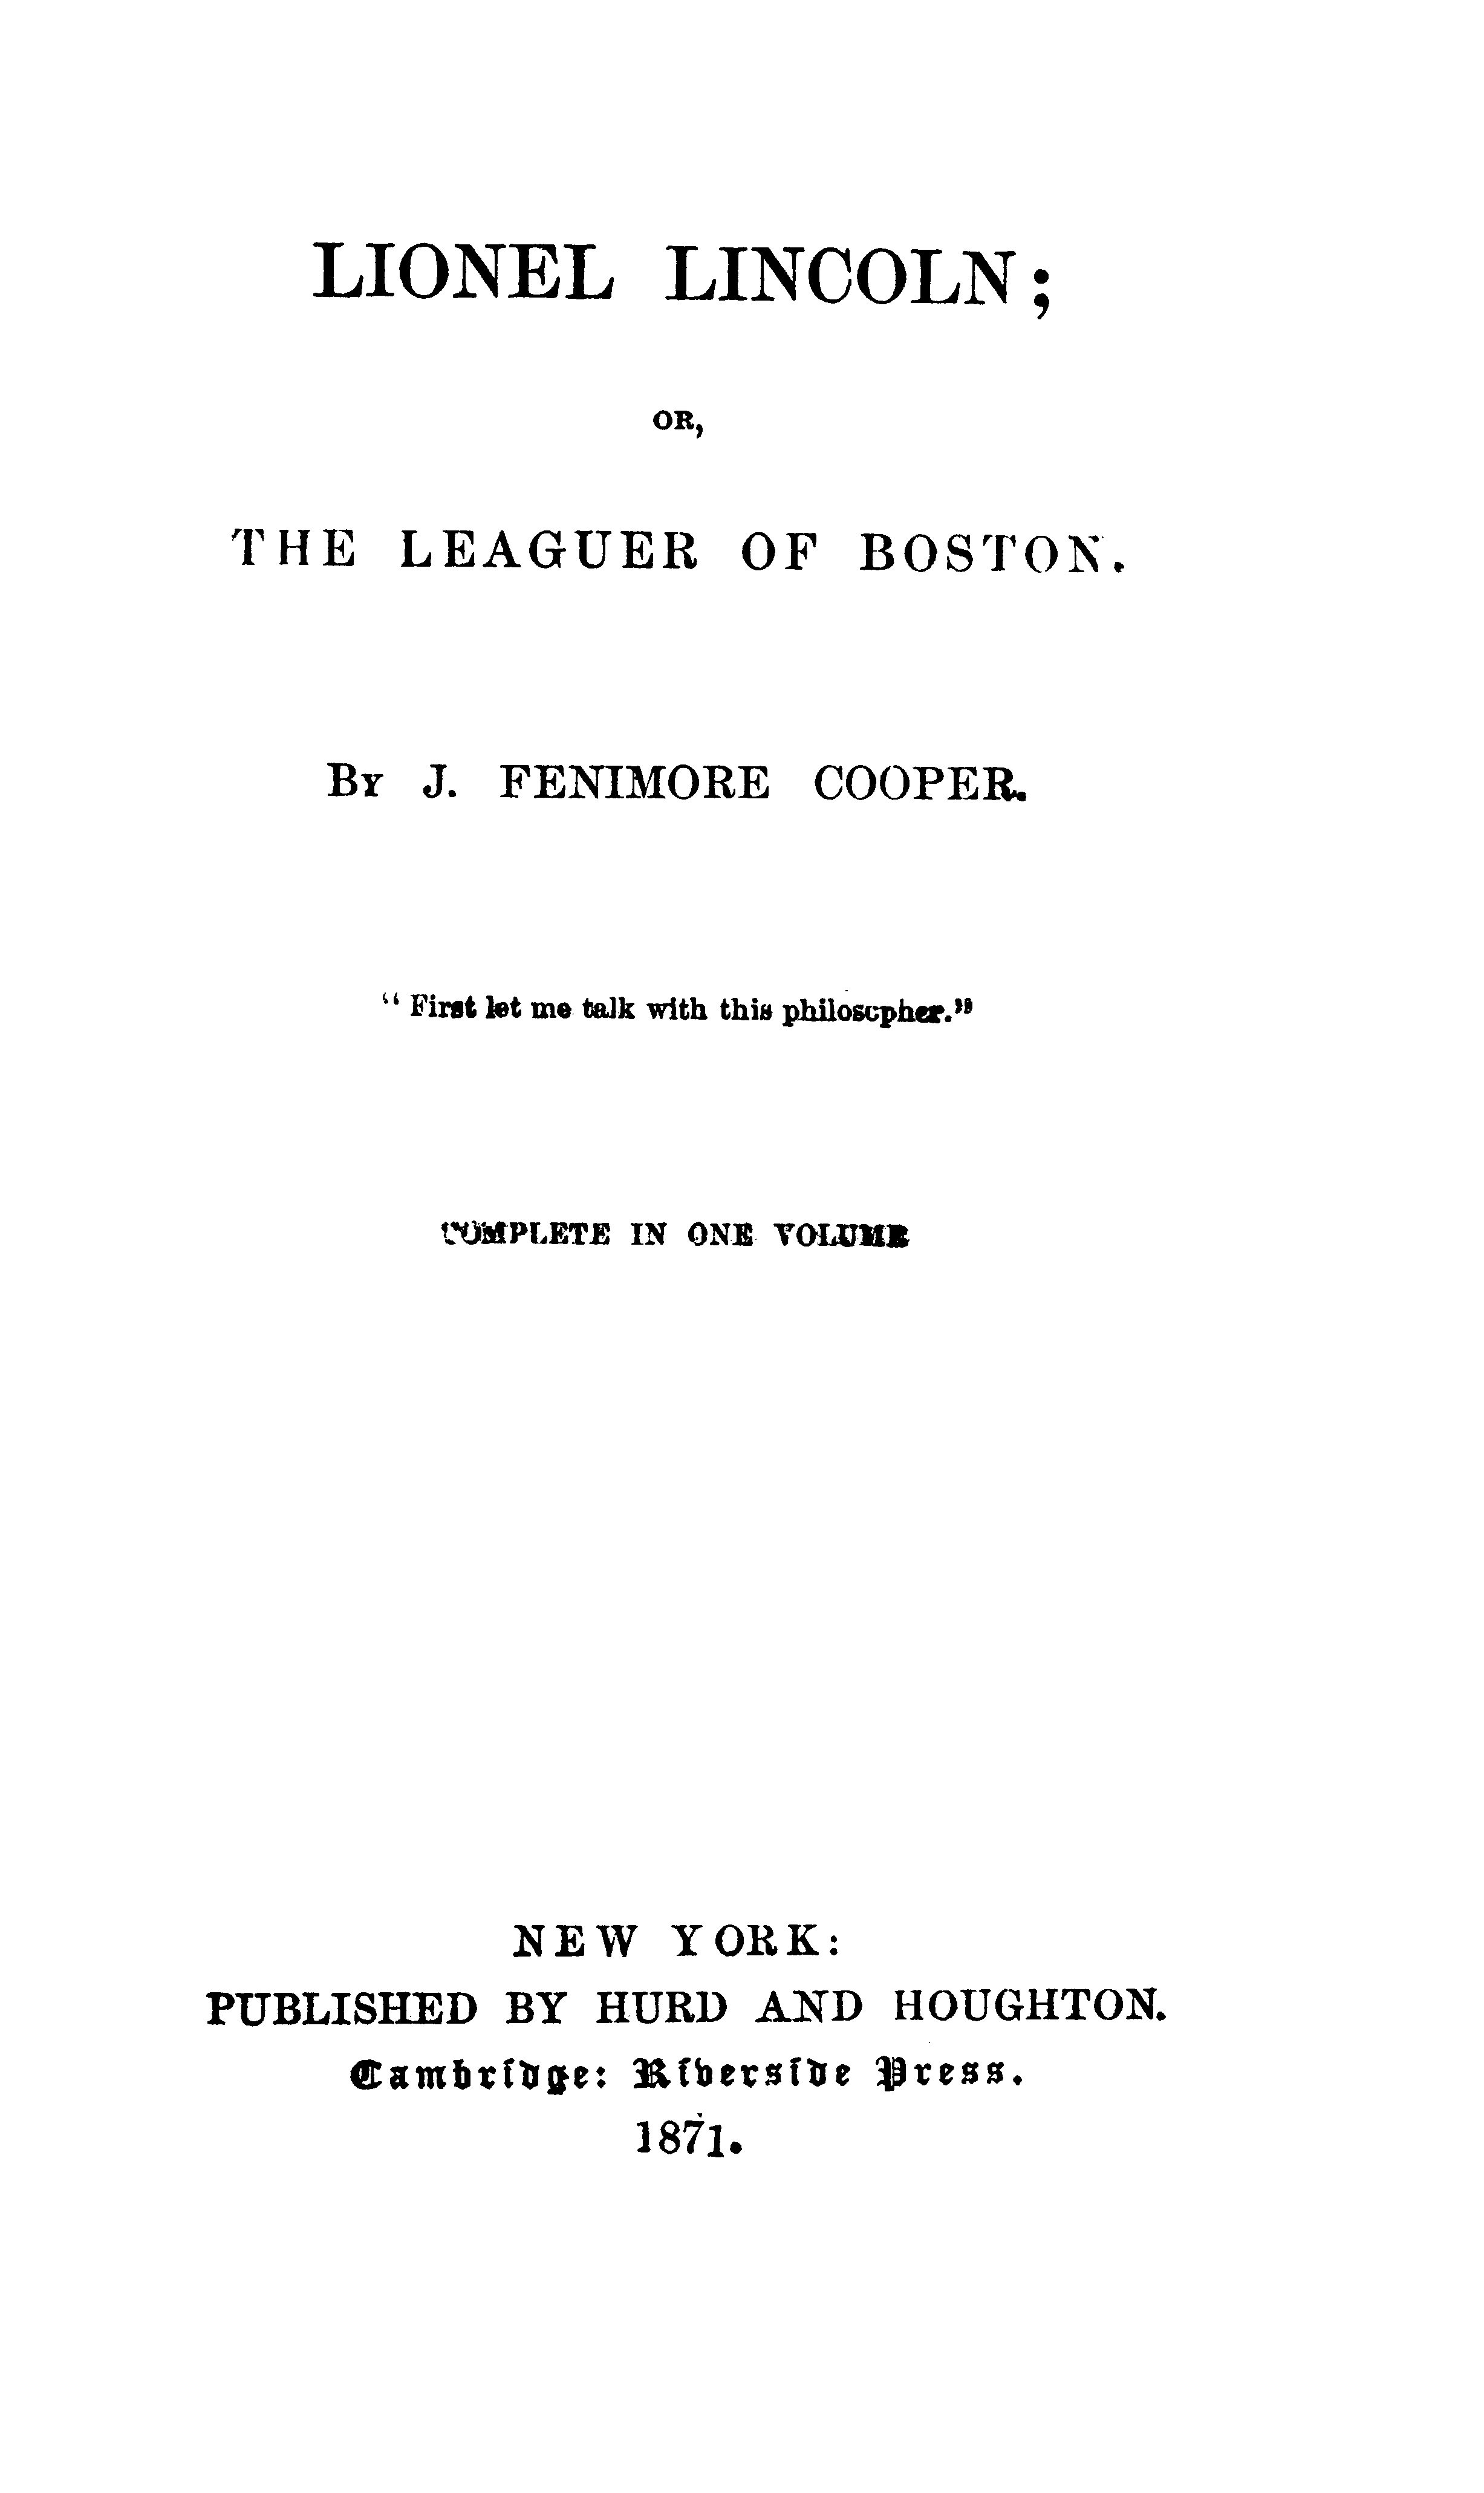 LIONEL LINCOLN;
OR,
THE LEAGUER OF BOSTON.
BY J. FENIMORE COOPER.
"First let me talk with this philosopher."
COMPLETE IN ONE VOLUME
NEW YORK:
PUBLISHED BY HURD AND HOUGHTON.
Cambridge: Riverside Press.
1871.